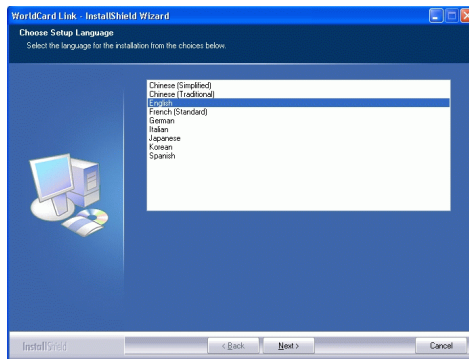 WorldCard Link - InstallShield Wizard
Choose Setup Language
Select the language for the installation from the choices below.
Chinese (Simplified)
Chinese (Traditional)
English
French (Standard)
German
Italian
Japanese
Korean
Spanish
InstallShield
< Back
Next >
Cancel